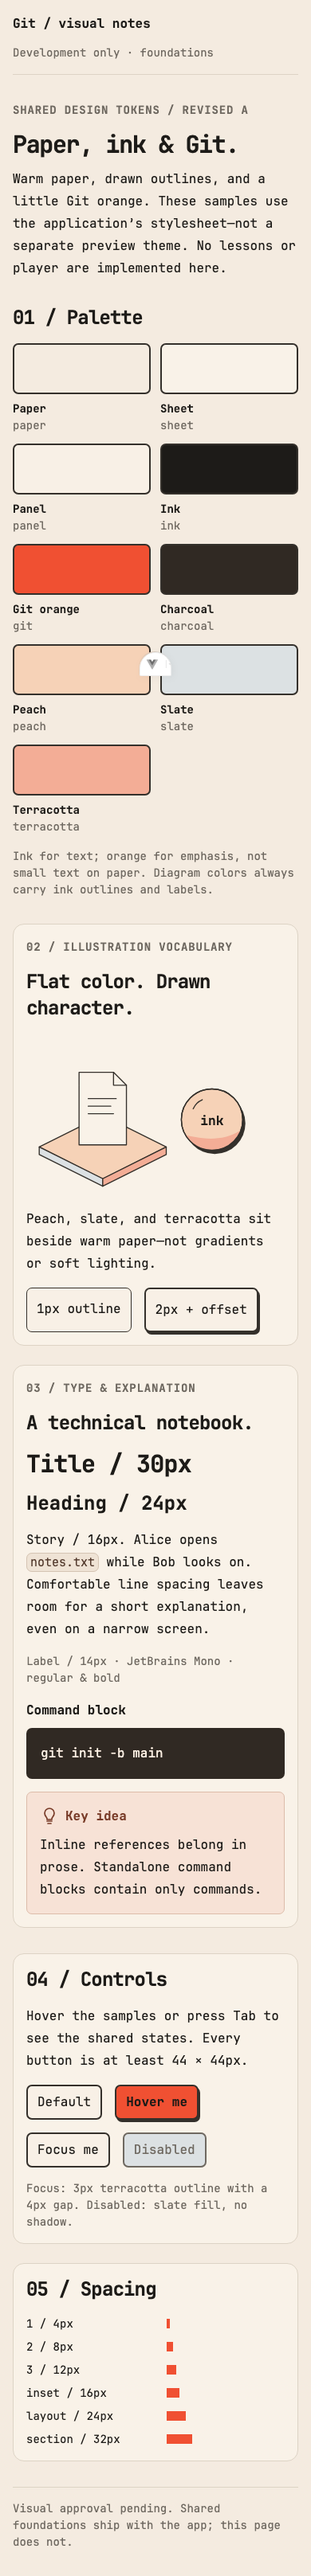 Git / visual notes
Development only · foundations
SHARED DESIGN TOKENS / REVISED A
Paper, ink & Git.
Warm paper, drawn outlines, and a
little Git orange. These samples use
the application’s stylesheet—not a
separate preview theme. No lessons or
player are implemented here.
01 / Palette
Paper
paper
Sheet
sheet
Panel
panel
Ink
ink
Git orange
git
Charcoal
charcoal
Peach
peach
Slate
slate
Terracotta
terracotta
Ink for text; orange for emphasis, not
small text on paper. Diagram colors always
carry ink outlines and labels.
02 / ILLUSTRATION VOCABULARY
Flat color. Drawn
character.
ink
Peach, slate, and terracotta sit
beside warm paper—not gradients
or soft lighting.
1px outline
2px + offset
03 / TYPE & EXPLANATION
A technical notebook.
Title / 30px
Heading / 24px
Story / 16px. Alice opens
notes.txt while Bob looks on.
Comfortable line spacing leaves
room for a short explanation,
even on a narrow screen.
Label / 14px · JetBrains Mono ·
regular & bold
Command block
git init -b main
Key idea
Inline references belong in
prose. Standalone command
blocks contain only commands.
04 / Controls
Hover the samples or press Tab to
see the shared states. Every
button is at least 44 × 44px.
Default
Hover me
Focus me
Disabled
Focus: 3px terracotta outline with a
4px gap. Disabled: slate fill, no
shadow.
05 / Spacing
1 / 4px
2 / 8px
3 / 12px
inset / 16px
layout / 24px
section / 32px
Visual approval pending. Shared
foundations ship with the app; this page
does not.